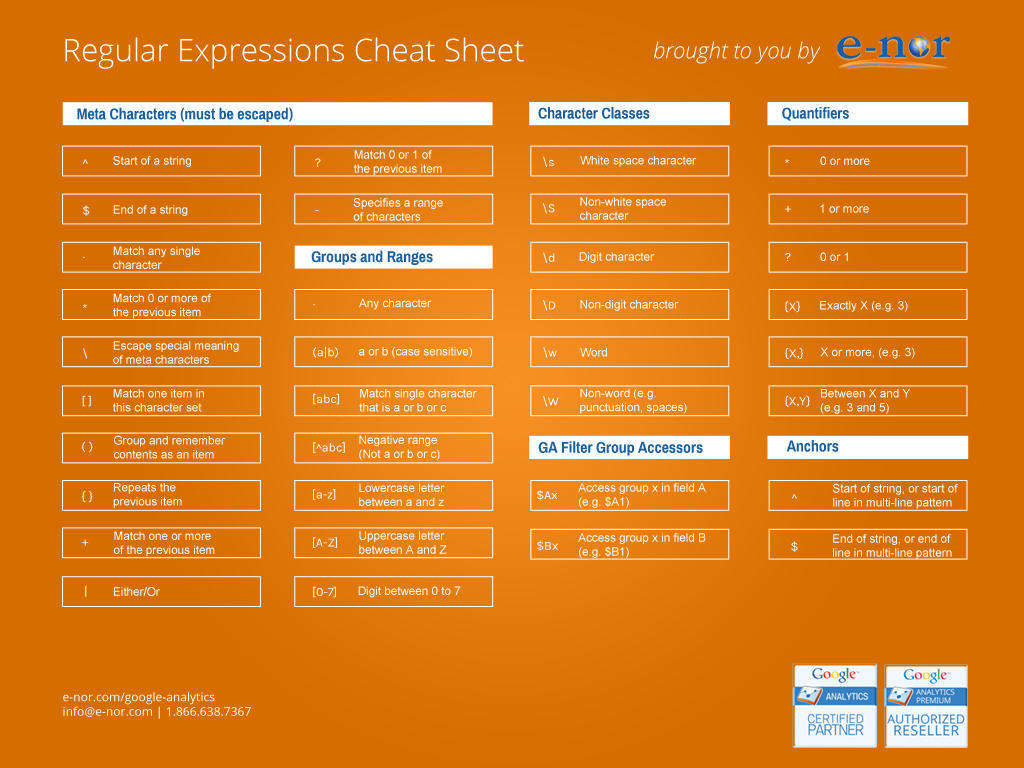 Regular Expressions Cheat Sheet
brought to you by e-nor
Meta Characters (must be escaped)
^ Start of a string
$ End of a string
. Match any single
character
* Match 0 or more of
the previous item
\ Escape special meaning
of meta characters
[ ] Match one item in
this character set
( ) Group and remember
contents as an item
{ } Repeats the
previous item
+ Match one or more
of the previous item
| Either/Or
? Match 0 or 1 of
the previous item
- Specifies a range
of characters
Groups and Ranges
. Any character
(a|b) a or b (case sensitive)
[abc] Match single character
that is a or b or c
[^abc] Negative range
(Not a or b or c)
[a-z] Lowercase letter
between a and z
[A-Z] Uppercase letter
between A and Z
[0-7] Digit between 0 to 7
Character Classes
\s White space character
\S Non-white space
character
\d Digit character
\D Non-digit character
\w Word
\W Non-word (e.g.
punctuation, spaces)
GA Filter Group Accessors
$Ax Access group x in field A
(e.g. $A1)
$Bx Access group x in field B
(e.g. $B1)
Quantifiers
* 0 or more
+ 1 or more
? 0 or 1
{X} Exactly X (e.g. 3)
{X,} X or more, (e.g. 3)
{X,Y} Between X and Y
(e.g. 3 and 5)
Anchors
^ Start of string, or start of
line in multi-line pattern
$ End of string, or end of
line in multi-line pattern
e-nor.com/google-analytics
info@e-nor.com | 1.866.638.7367
Google
ANALYTICS
CERTIFIED
PARTNER
Google
ANALYTICS
PREMIUM
AUTHORIZED
RESELLER